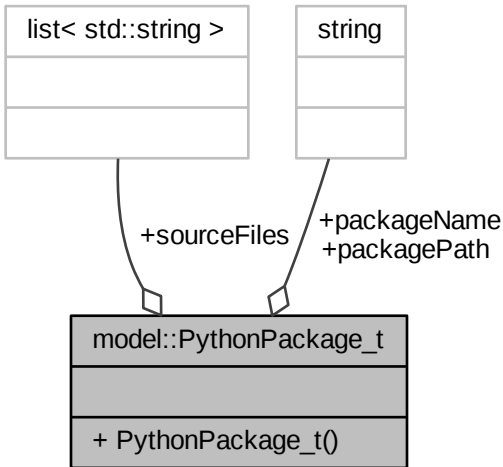 list< std::string >
string
+sourceFiles
+packageName
+packagePath
model::PythonPackage_t
+ PythonPackage_t()